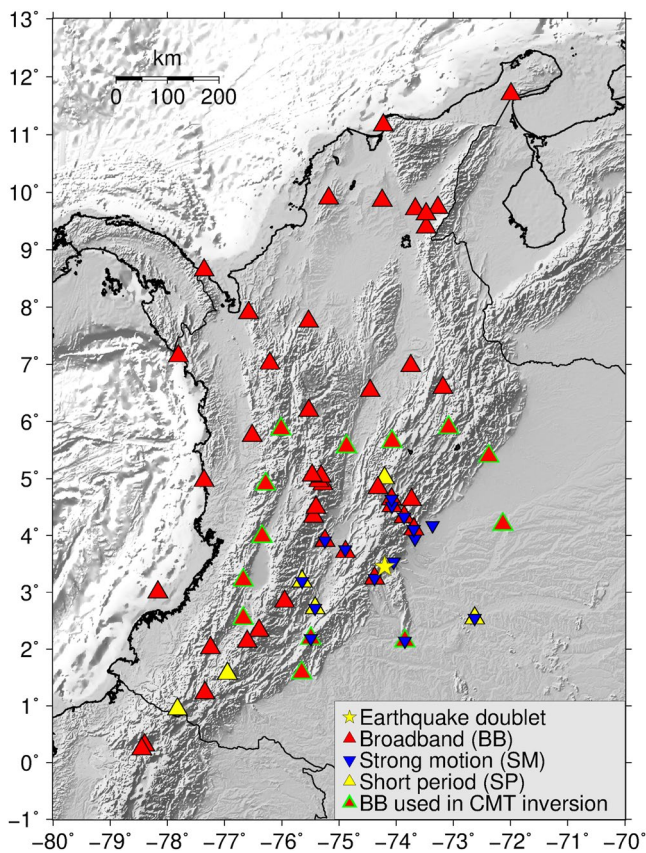 13°
12°
11°
10°
9°
8°
7°
6°
5°
4°
3°
2°
1°
0°
−1°
km
0 100 200
Earthquake doublet
Broadband (BB)
Strong motion (SM)
Short period (SP)
BB used in CMT inversion
−80 −79 −78 −77 −76 −75 −74 −73 −72 −71 −70